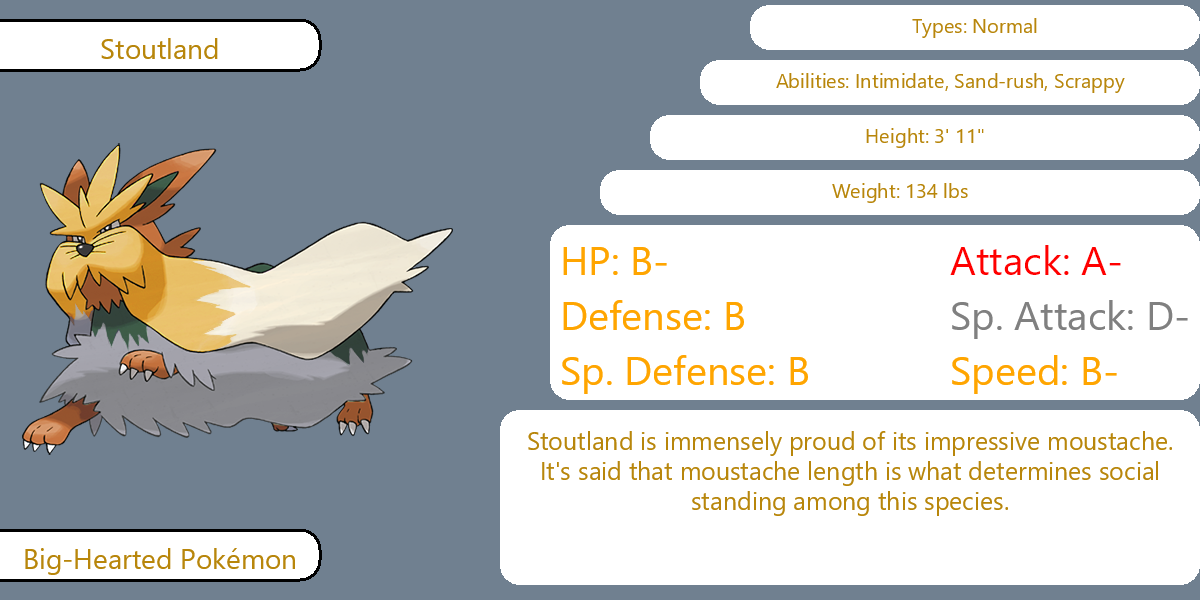 Stoutland
Types: Normal
Abilities: Intimidate, Sand-rush, Scrappy
Height: 3' 11"
Weight: 134 lbs
HP: B-
Attack: A-
Defense: B
Sp. Attack: D-
Sp. Defense: B
Speed: B-
Stoutland is immensely proud of its impressive moustache.
It's said that moustache length is what determines social
standing among this species.
Big-Hearted Pokémon